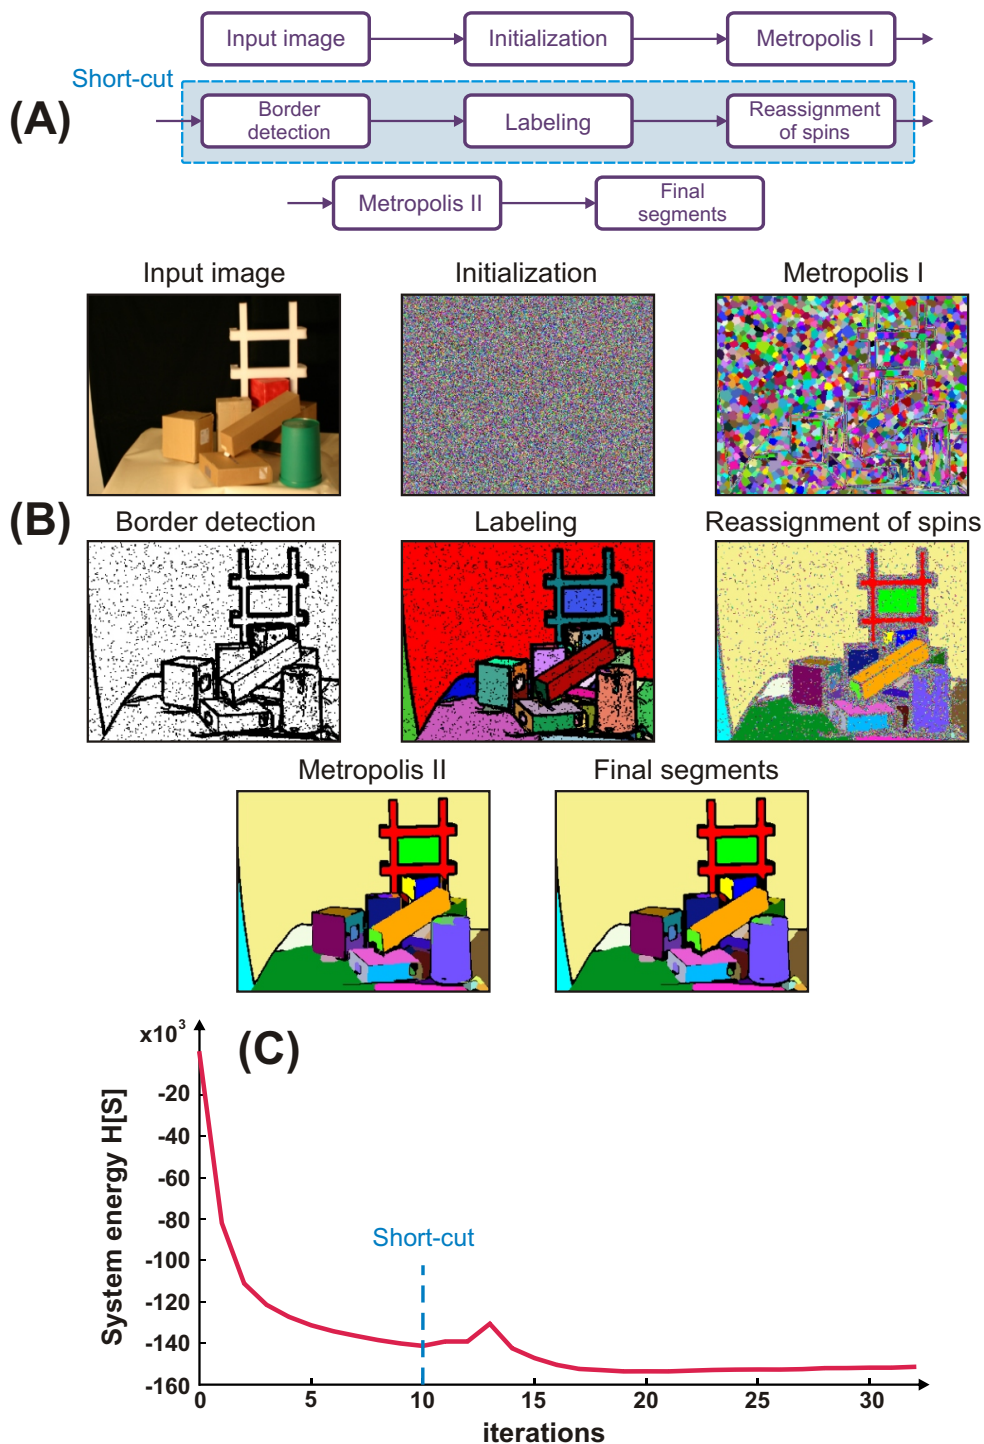 Input image
Initialization
Metropolis I
Short-cut
(A)
Border
detection
Labeling
Reassignment
of spins
Metropolis II
Final
segments
Input image
Initialization
Metropolis I
(B)
Border detection
Labeling
Reassignment of spins
Metropolis II
Final segments
x10³
(C)
System energy H[S]
-20
-40
-60
-80
-100
-120
-140
-160
Short-cut
0
5
10
15
20
25
30
iterations